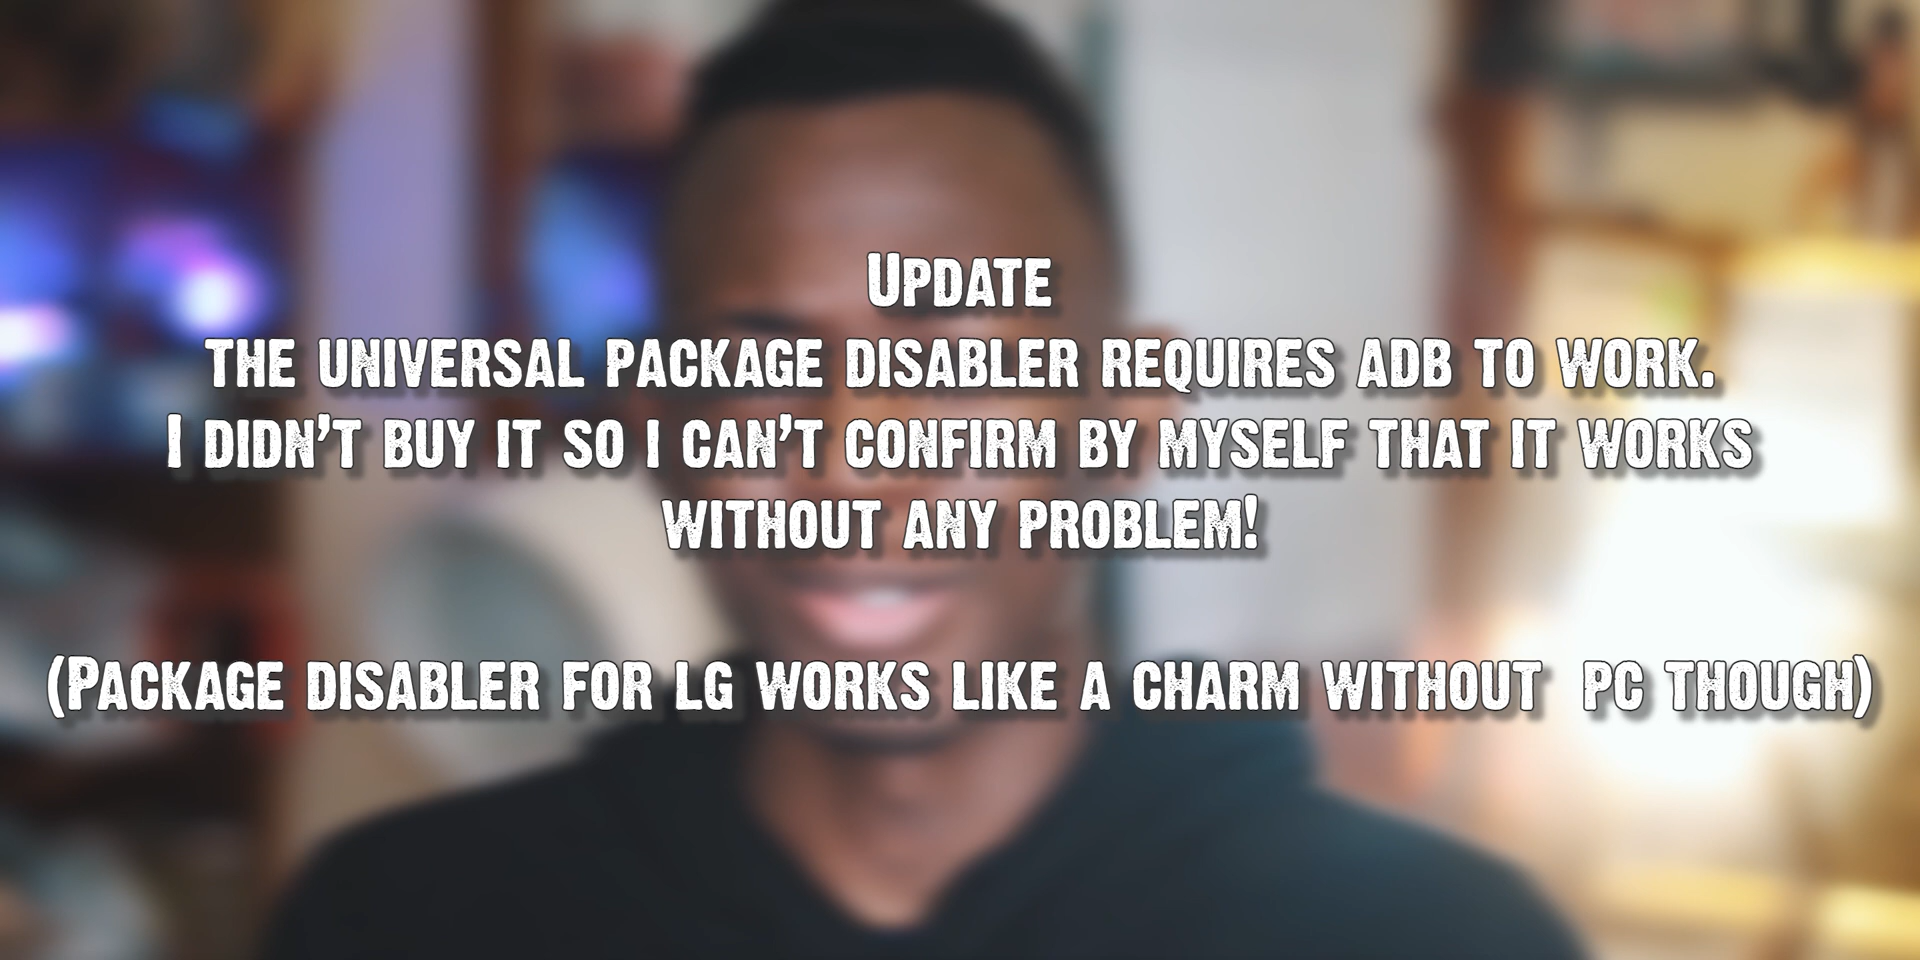 Update
the universal package disabler requires adb to work.
I didn't buy it so i can't confirm by myself that it works
without any problem!
(Package disabler for lg works like a charm without  pc though)